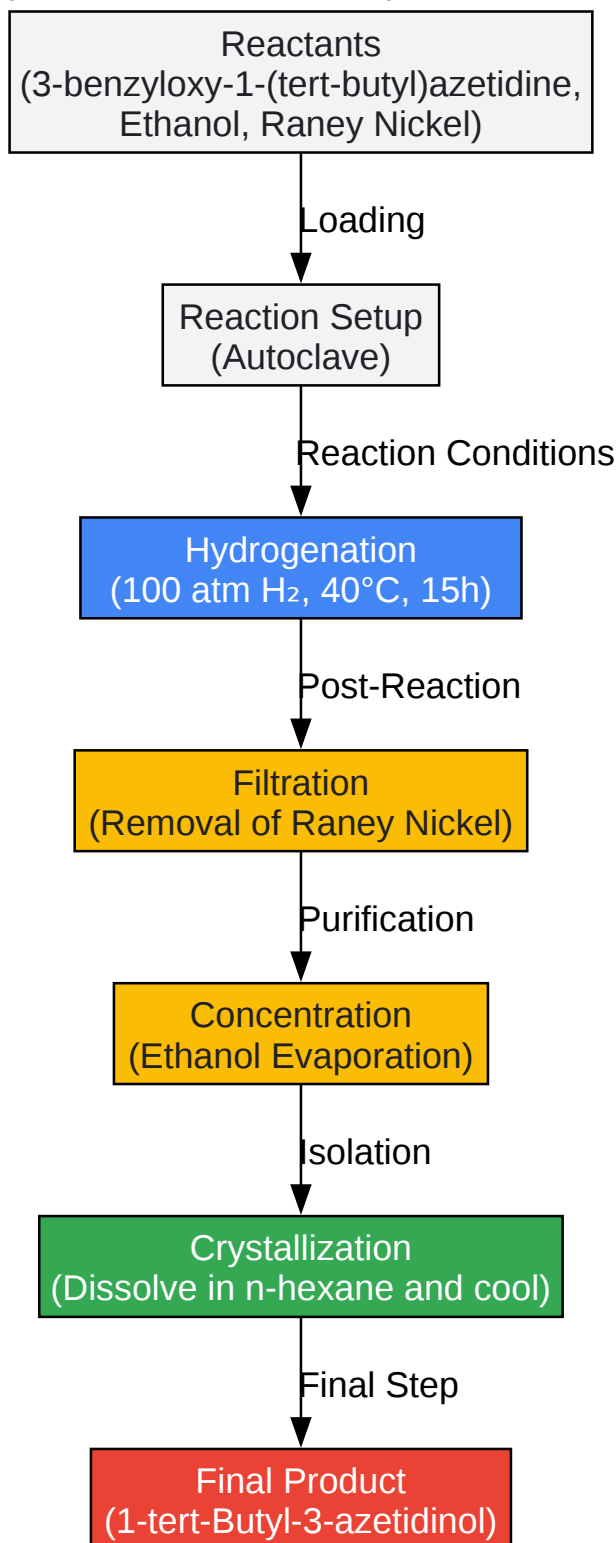 Reactants
(3-benzyloxy-1-(tert-butyl)azetidine,
Ethanol, Raney Nickel)
Loading
Reaction Setup
(Autoclave)
Reaction Conditions
Hydrogenation
(100 atm H₂, 40°C, 15h)
Post-Reaction
Filtration
(Removal of Raney Nickel)
Purification
Concentration
(Ethanol Evaporation)
Isolation
Crystallization
(Dissolve in n-hexane and cool)
Final Step
Final Product
(1-tert-Butyl-3-azetidinol)